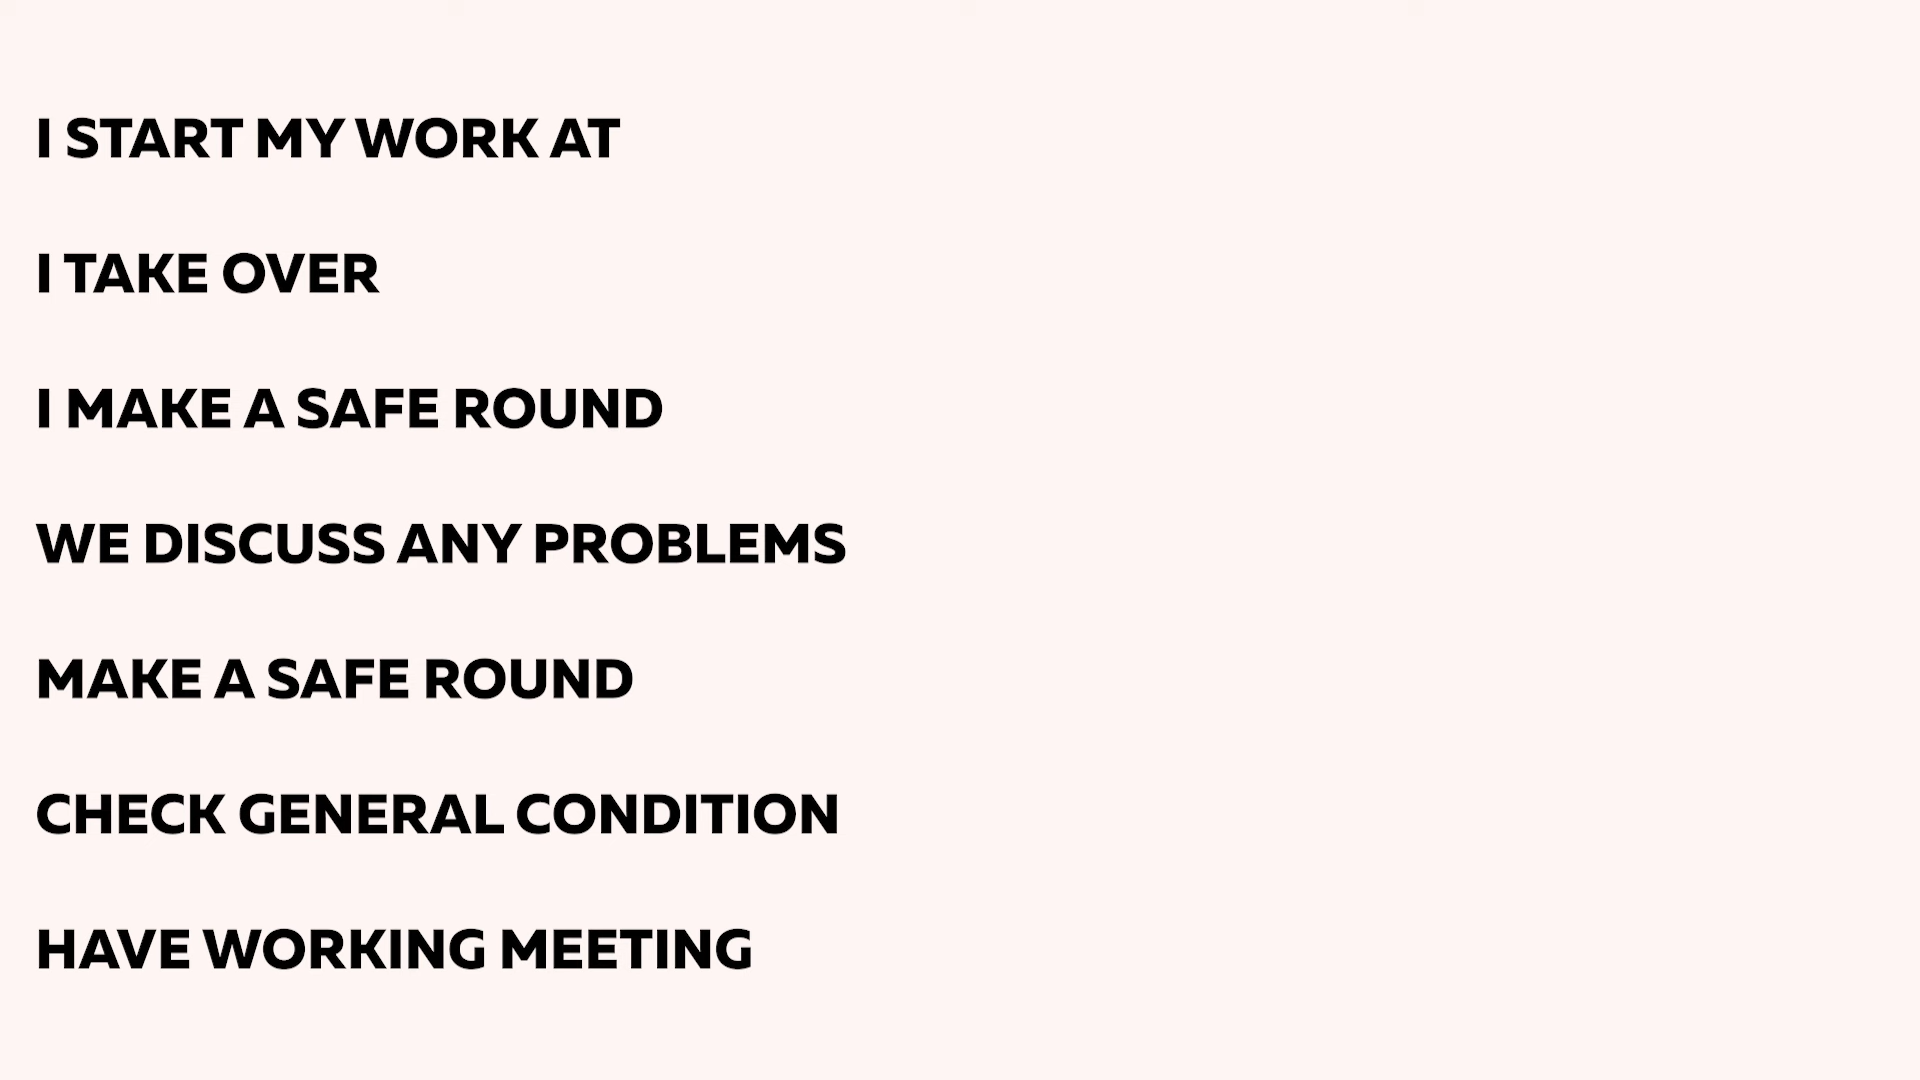 I START MY WORK AT
I TAKE OVER
I MAKE A SAFE ROUND
WE DISCUSS ANY PROBLEMS
MAKE A SAFE ROUND
CHECK GENERAL CONDITION
HAVE WORKING MEETING